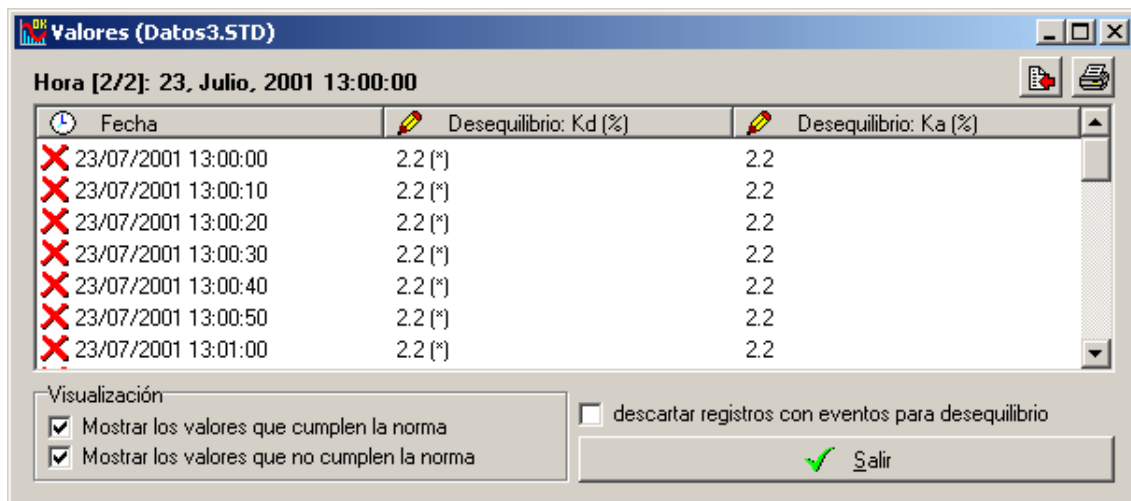 Valores (Datos3.STD)
Hora [2/2]: 23, Julio, 2001 13:00:00
Fecha Desequilibrio: Kd (%) Desequilibrio: Ka (%)
23/07/2001 13:00:00 2.2 (*) 2.2
23/07/2001 13:00:10 2.2 (*) 2.2
23/07/2001 13:00:20 2.2 (*) 2.2
23/07/2001 13:00:30 2.2 (*) 2.2
23/07/2001 13:00:40 2.2 (*) 2.2
23/07/2001 13:00:50 2.2 (*) 2.2
23/07/2001 13:01:00 2.2 (*) 2.2
Visualización
Mostrar los valores que cumplen la norma
Mostrar los valores que no cumplen la norma
descartar registros con eventos para desequilibrio
Salir